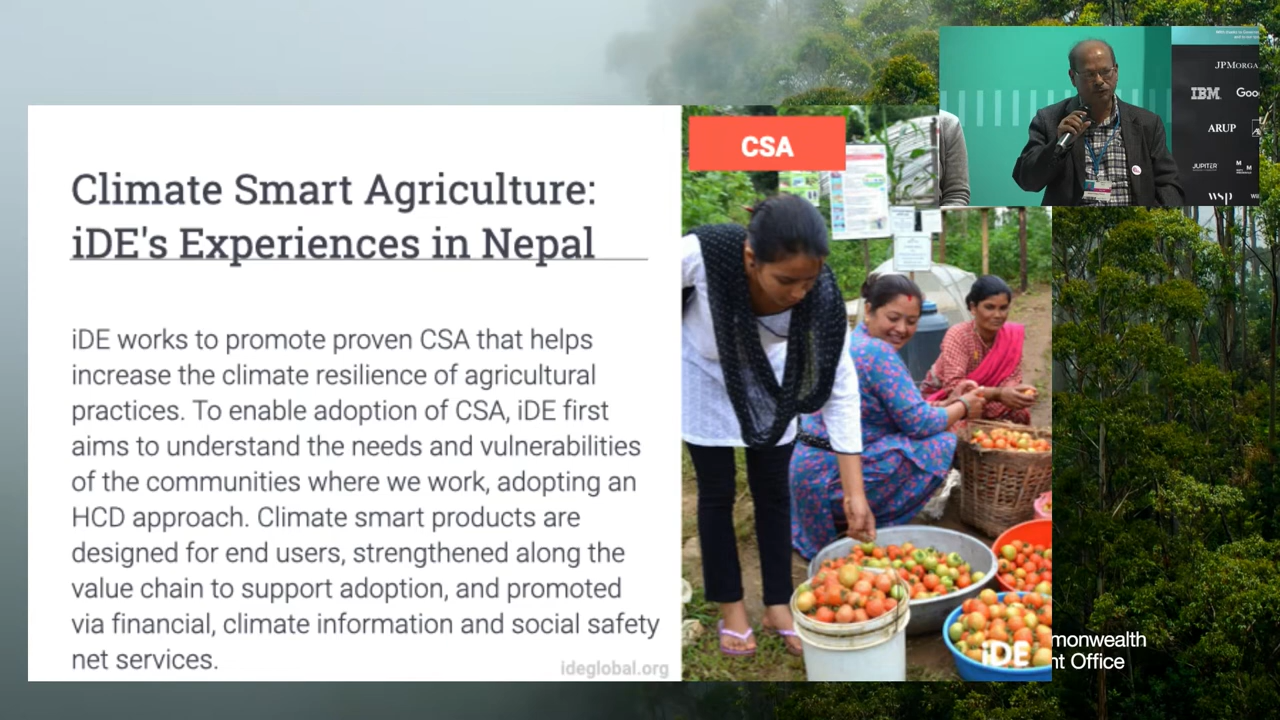 Climate Smart Agriculture:
iDE's Experiences in Nepal
iDE works to promote proven CSA that helps
increase the climate resilience of agricultural
practices. To enable adoption of CSA, iDE first
aims to understand the needs and vulnerabilities
of the communities where we work, adopting an
HCD approach. Climate smart products are
designed for end users, strengthened along the
value chain to support adoption, and promoted
via financial, climate information and social safety
net services.
ideglobal.org
CSA
iDE
JPMORGA
IBM
Goo
ARUP
JUPITER
wsp
monwealth
nt Office